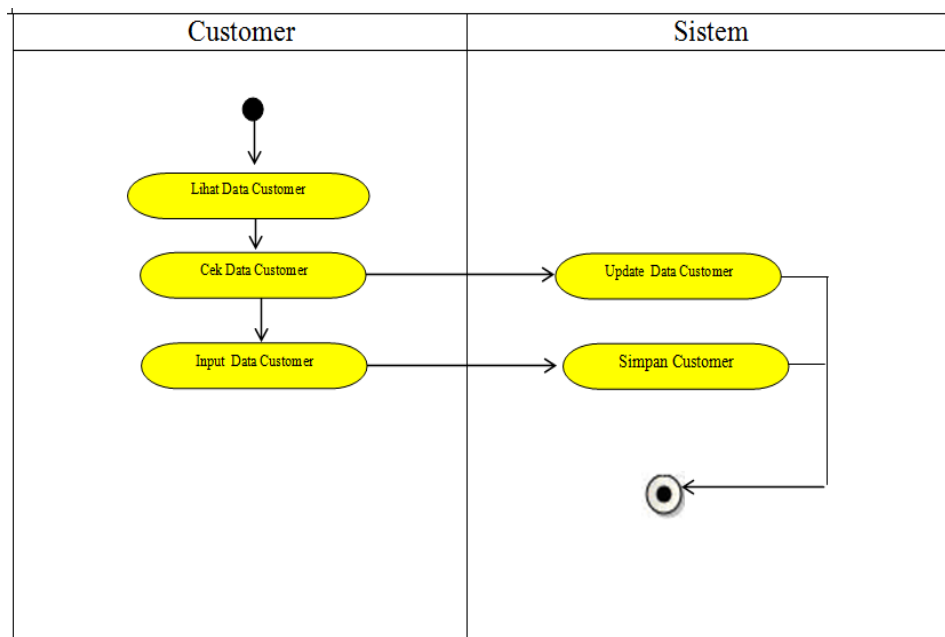 Customer
Sistem
Lihat Data Customer
Cek Data Customer
Update Data Customer
Input Data Customer
Simpan Customer